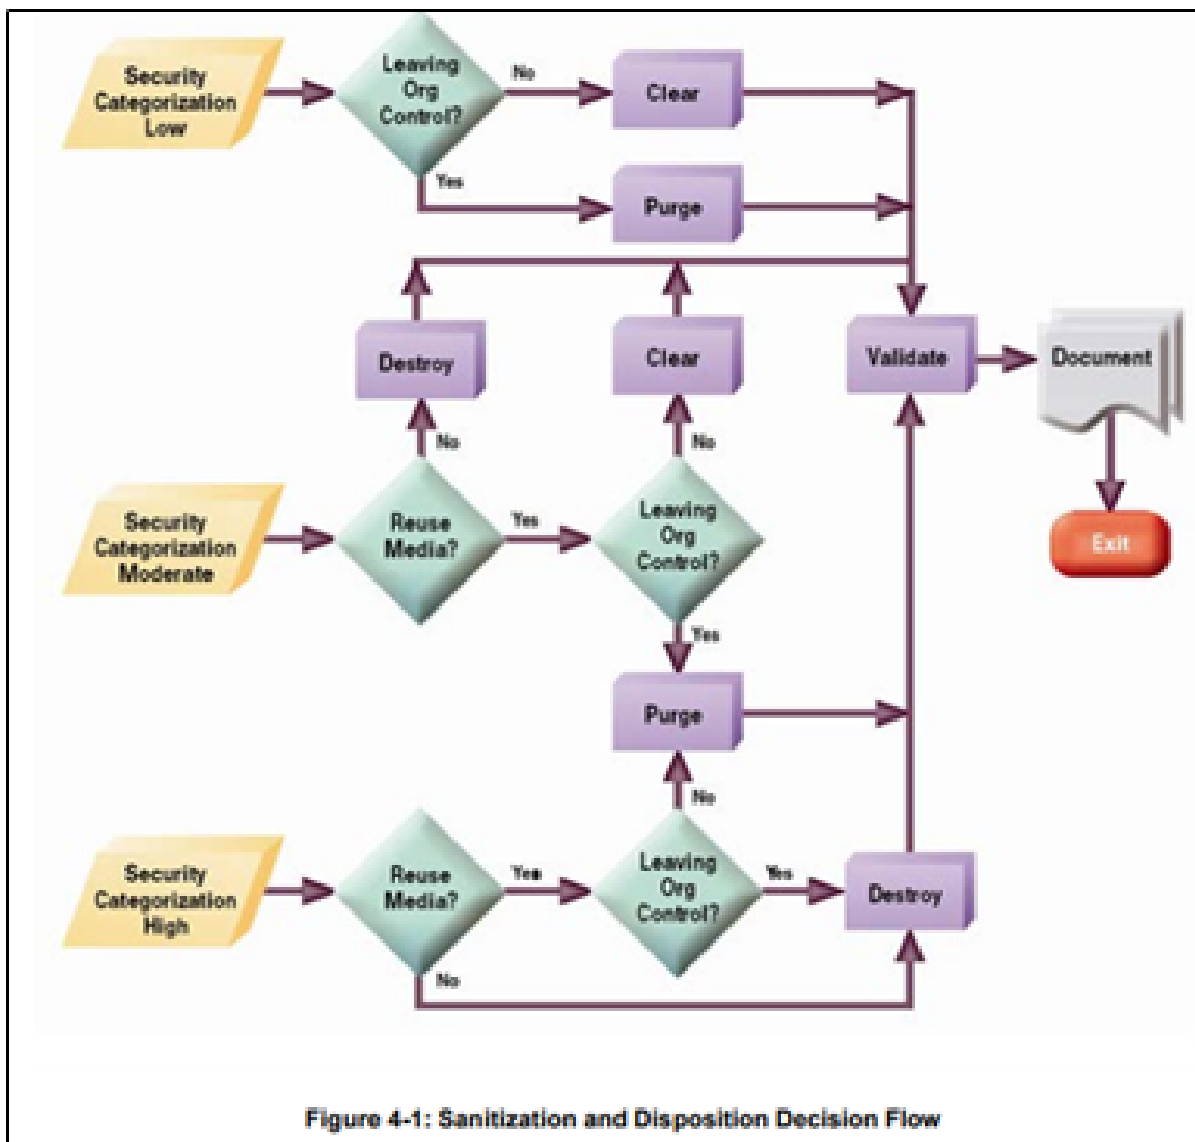 Security
Categorization
Low
Leaving
Org
Control?
No
Clear
Yes
Purge
Destroy
Clear
Validate
Document
No
No
Security
Categorization
Moderate
Reuse
Media?
Yes
Leaving
Org
Control?
Exit
Yes
Purge
No
Security
Categorization
High
Reuse
Media?
Yes
Leaving
Org
Control?
Yes
Destroy
No
Figure 4-1: Sanitization and Disposition Decision Flow